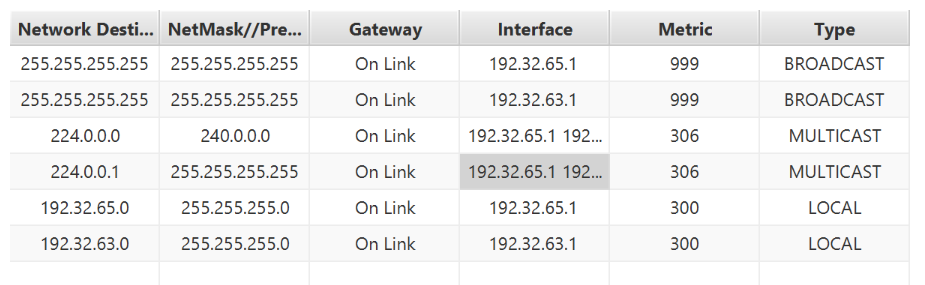 Network Desti... NetMask//Pre... Gateway Interface Metric Type
255.255.255.255 255.255.255.255 On Link 192.32.65.1 999 BROADCAST
255.255.255.255 255.255.255.255 On Link 192.32.63.1 999 BROADCAST
224.0.0.0 240.0.0.0 On Link 192.32.65.1 192... 306 MULTICAST
224.0.0.1 255.255.255.255 On Link 192.32.65.1 192... 306 MULTICAST
192.32.65.0 255.255.255.0 On Link 192.32.65.1 300 LOCAL
192.32.63.0 255.255.255.0 On Link 192.32.63.1 300 LOCAL